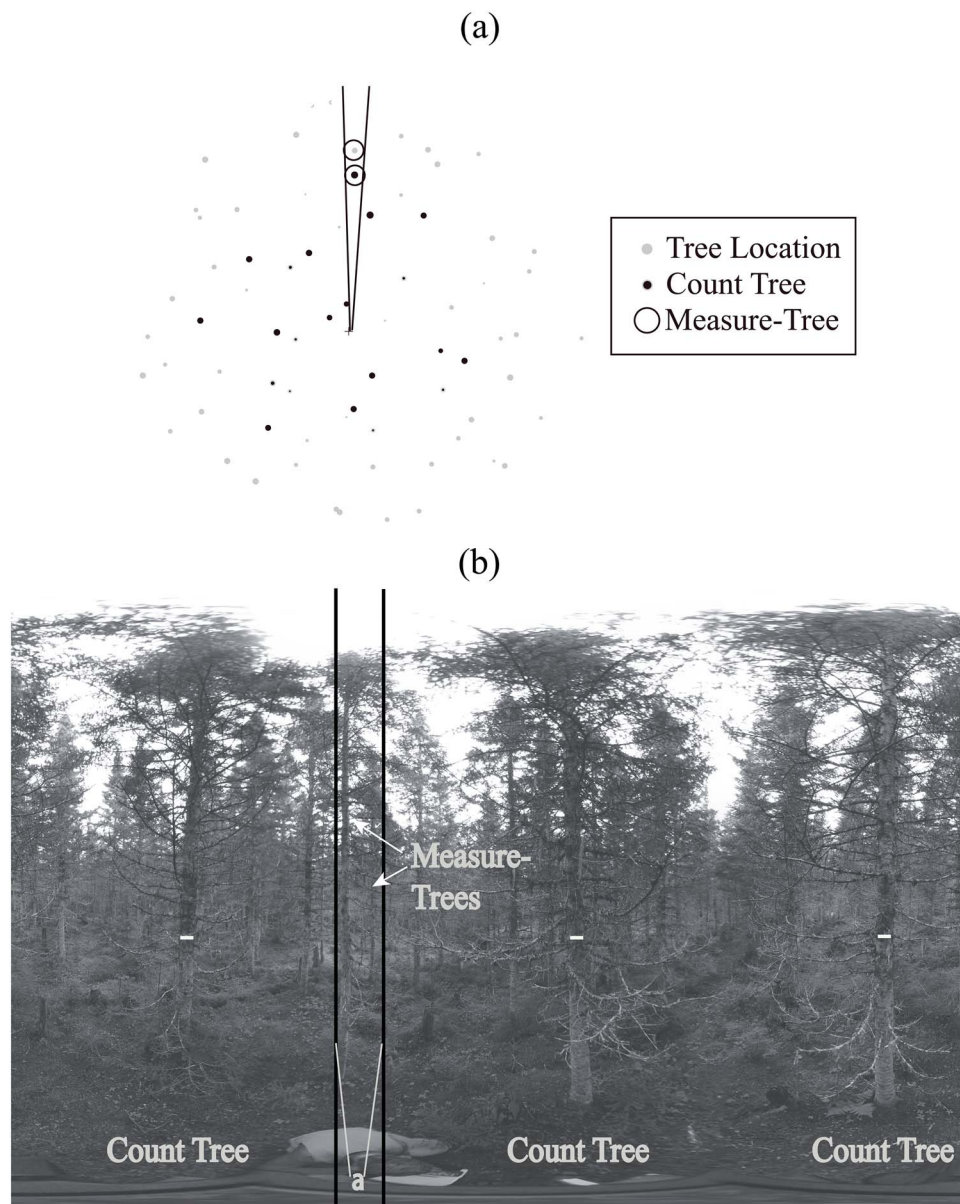 (a)
Tree Location
Count Tree
Measure-Tree
(b)
Measure-
Trees
Count Tree
a
Count Tree
Count Tree